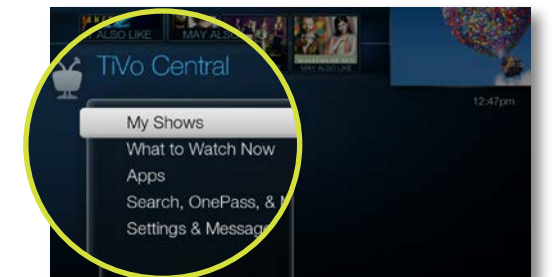 ALSO LIKE MAY ALSO
MAY ALSO LIKE
TiVo Central
12:47pm
My Shows
What to Watch Now
Apps
Search, OnePass, &
Settings & Messag